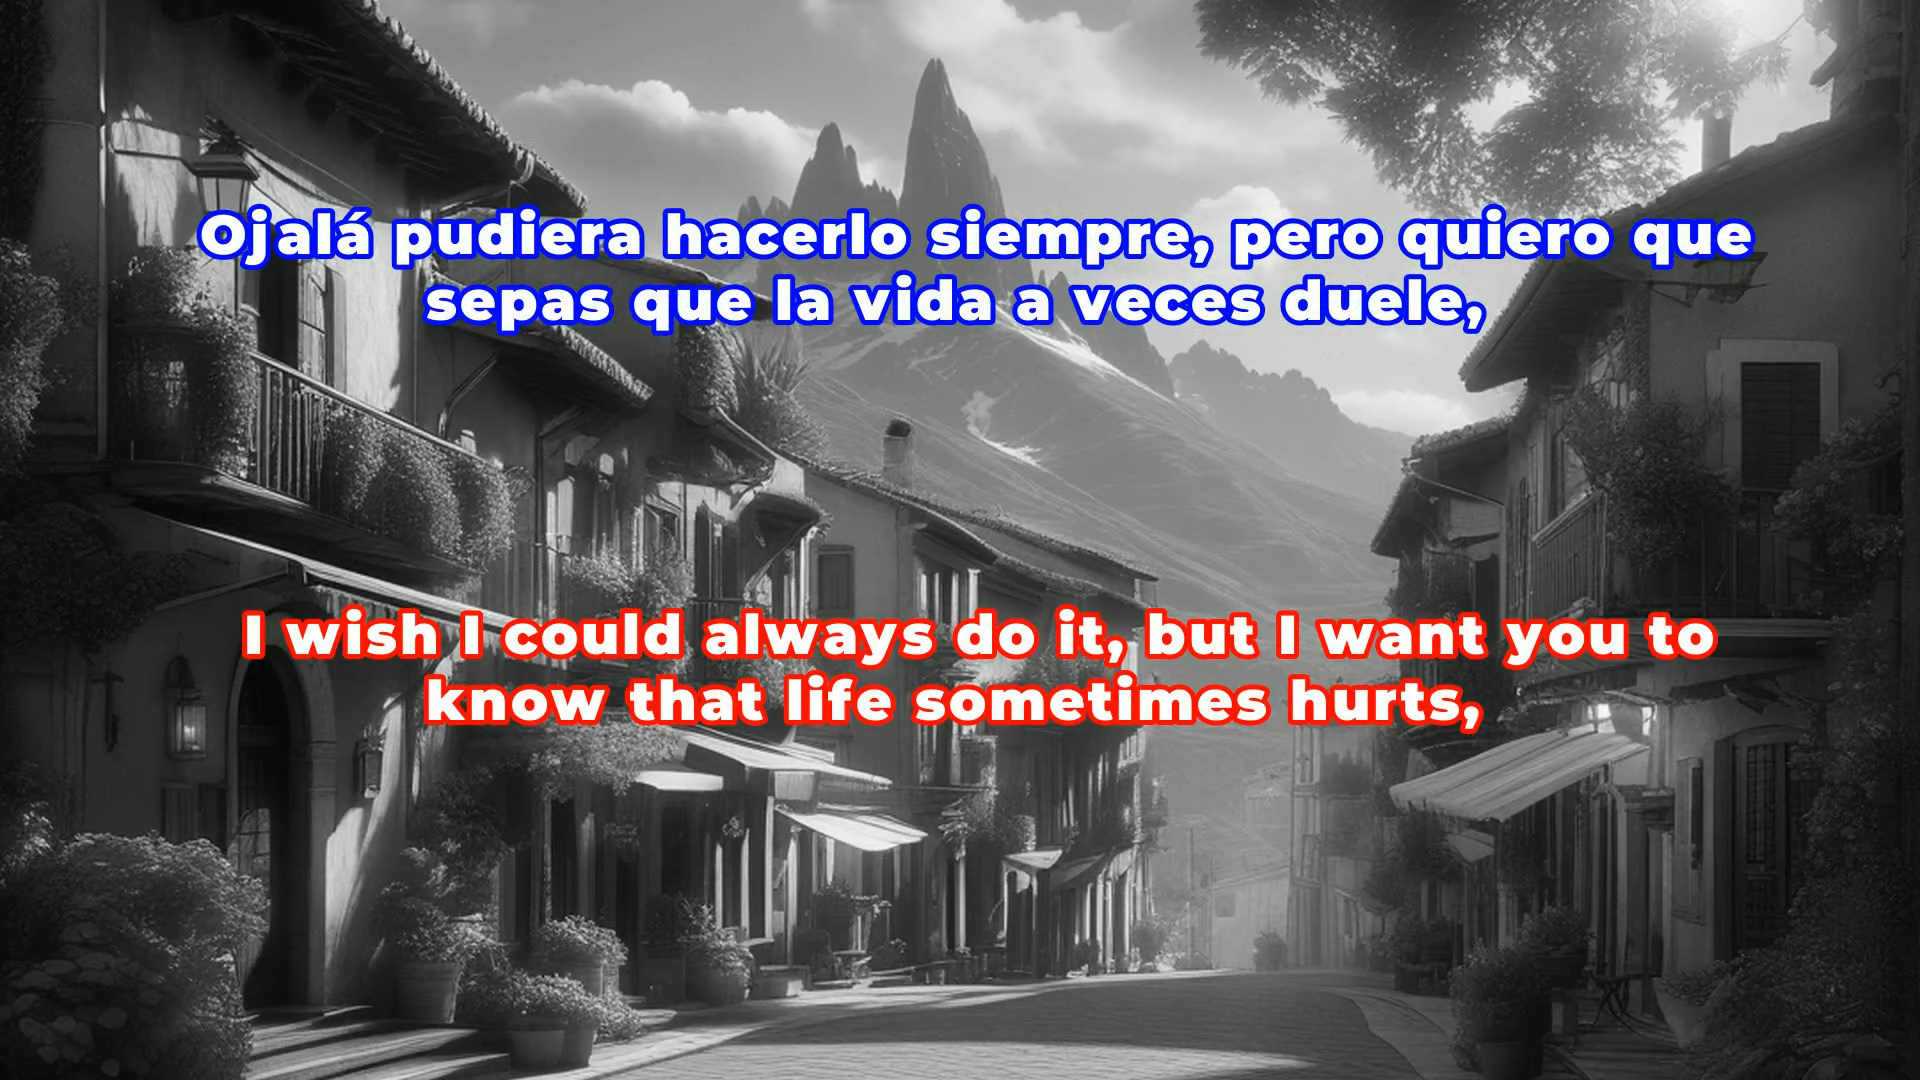 Ojalá pudiera hacerlo siempre, pero quiero que
sepas que la vida a veces duele,
I wish I could always do it, but I want you to
know that life sometimes hurts,